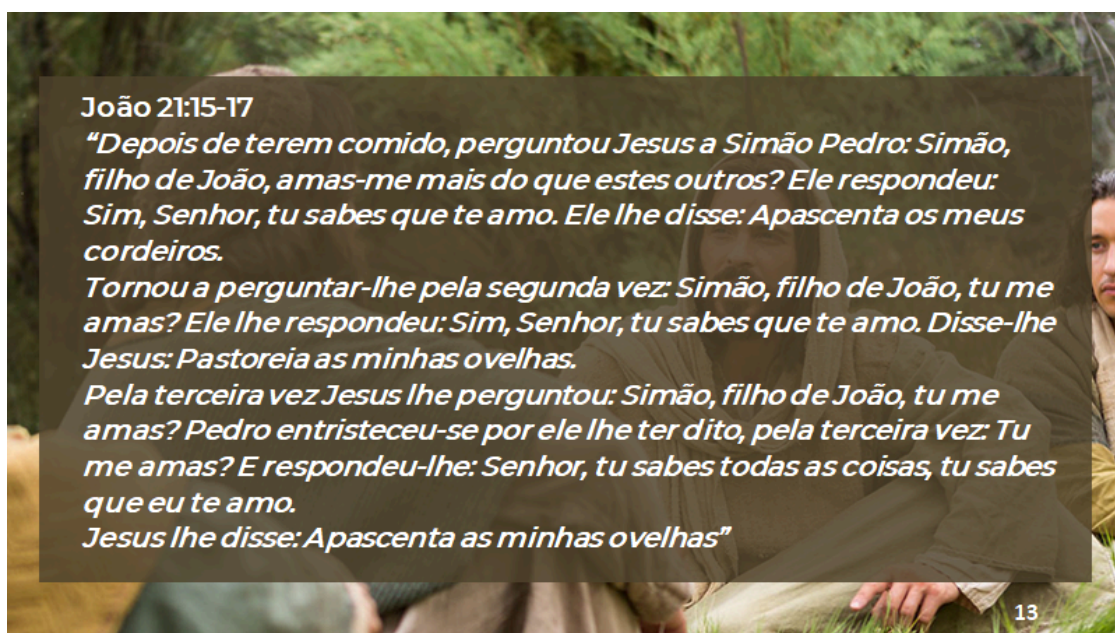 João 21:15-17
“Depois de terem comido, perguntou Jesus a Simão Pedro: Simão,
filho de João, amas-me mais do que estes outros? Ele respondeu:
Sim, Senhor, tu sabes que te amo. Ele lhe disse: Apascenta os meus
cordeiros.
Tornou a perguntar-lhe pela segunda vez: Simão, filho de João, tu me
amas? Ele lhe respondeu: Sim, Senhor, tu sabes que te amo. Disse-lhe
Jesus: Pastoreia as minhas ovelhas.
Pela terceira vez Jesus lhe perguntou: Simão, filho de João, tu me
amas? Pedro entristeceu-se por ele lhe ter dito, pela terceira vez: Tu
me amas? E respondeu-lhe: Senhor, tu sabes todas as coisas, tu sabes
que eu te amo.
Jesus lhe disse: Apascenta as minhas ovelhas”
13